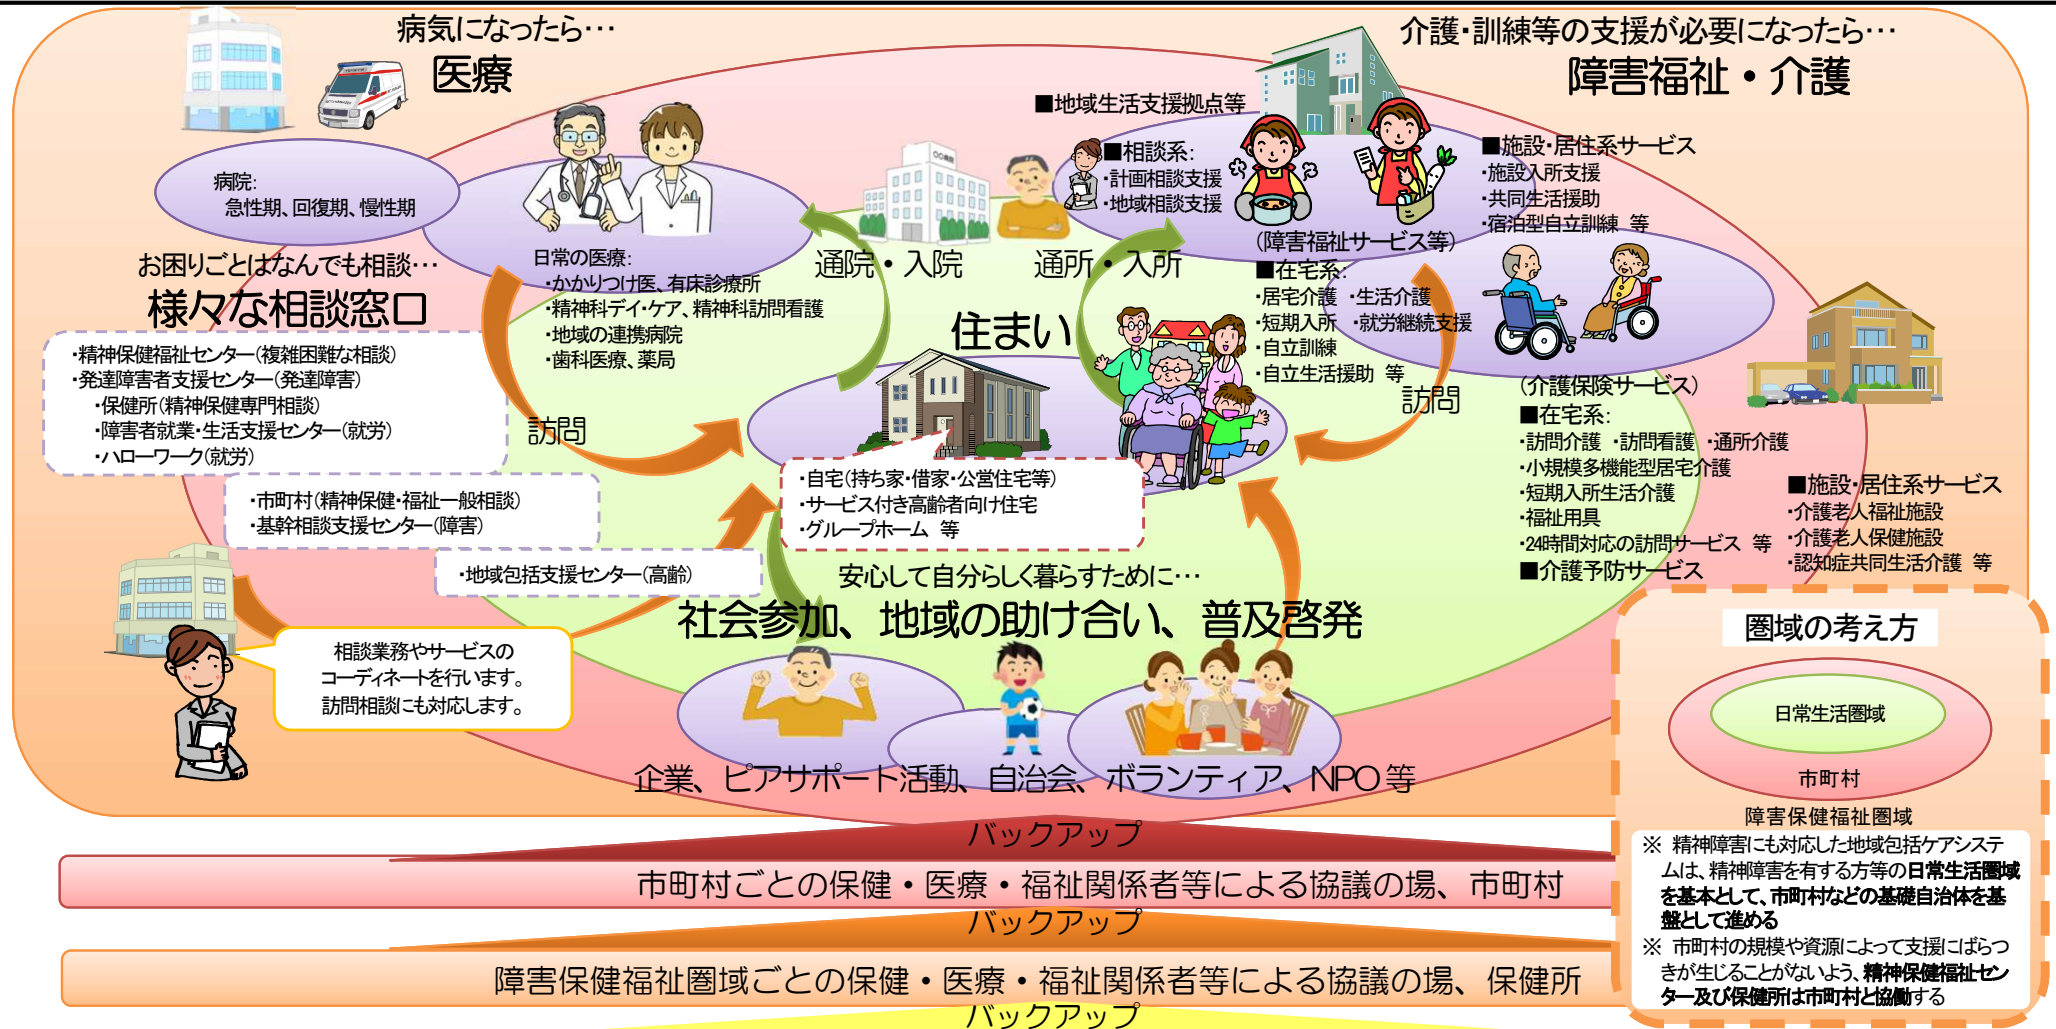 病気になったら…
医療
介護・訓練等の支援が必要になったら…
障害福祉・介護
病院:
急性期、回復期、慢性期
日常の医療:
・かかりつけ医、有床診療所
・精神科デイ・ケア、精神科訪問看護
・地域の連携病院
・歯科医療、薬局
通院・入院
通所・入所
■地域生活支援拠点等
■相談系:
・計画相談支援
・地域相談支援
■施設・居住系サービス
・施設入所支援
・共同生活援助
・宿泊型自立訓練 等
(障害福祉サービス等)
■在宅系:
・居宅介護 ・生活介護
・短期入所 ・就労継続支援
・自立訓練
・自立生活援助 等
訪問
(介護保険サービス)
■在宅系:
・訪問介護 ・訪問看護 ・通所介護
・小規模多機能型居宅介護
・短期入所生活介護
・福祉用具
・24時間対応の訪問サービス 等
■介護予防サービス
■施設・居住系サービス
・介護老人福祉施設
・介護老人保健施設
・認知症共同生活介護 等
お困りごとはなんでも相談…
様々な相談窓口
・精神保健福祉センター(複雑困難な相談)
・発達障害者支援センター(発達障害)
・保健所(精神保健専門相談)
・障害者就業・生活支援センター(就労)
・ハローワーク(就労)
・市町村(精神保健・福祉一般相談)
・基幹相談支援センター(障害)
・地域包括支援センター(高齢)
訪問
住まい
・自宅(持ち家・借家・公営住宅等)
・サービス付き高齢者向け住宅
・グループホーム 等
相談業務やサービスの
コーディネートを行います。
訪問相談にも対応します。
安心して自分らしく暮らすために…
社会参加、地域の助け合い、普及啓発
企業、ピアサポート活動、自治会、ボランティア、NPO 等
バックアップ
市町村ごとの保健・医療・福祉関係者等による協議の場、市町村
バックアップ
障害保健福祉圏域ごとの保健・医療・福祉関係者等による協議の場、保健所
バックアップ
圏域の考え方
日常生活圏域
市町村
障害保健福祉圏域
※ 精神障害にも対応した地域包括ケアシステ
ムは、精神障害を有する方等の日常生活圏域
を基本として、市町村などの基礎自治体を基
盤として進める
※ 市町村の規模や資源によって支援にばらつ
きが生じることがないよう、精神保健福祉セン
ター及び保健所は市町村と協働する